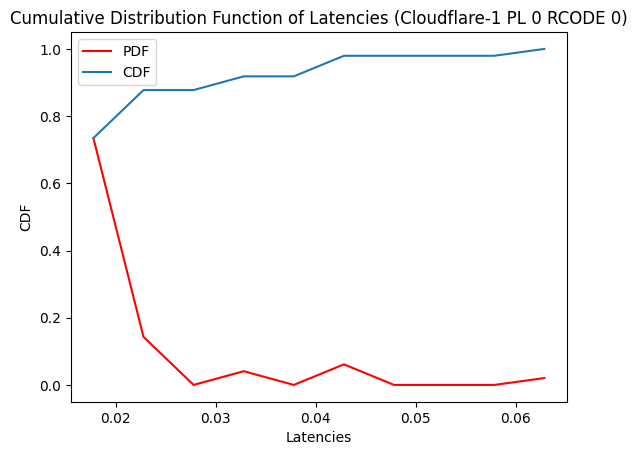 Cumulative Distribution Function of Latencies (Cloudflare-1 PL 0 RCODE 0)
PDF
CDF
1.0
0.8
0.6
0.4
0.2
0.0
CDF
0.02
0.03
0.04
0.05
0.06
Latencies